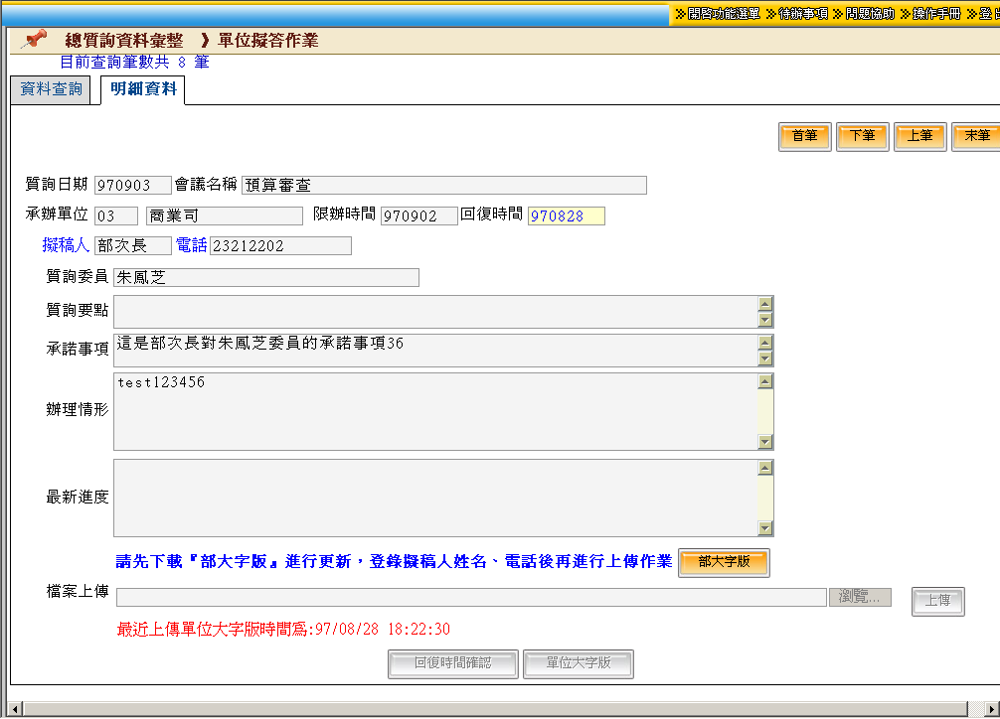 ≫開啓功能選單 ≫待辦事項 ≫問題協助 ≫操作手冊 ≫登出
總質詢資料彙整 》單位擬答作業
目前查詢筆數共 8 筆
資料查詢 明細資料
首筆 下筆 上筆 末筆
質詢日期 970903 會議名稱 預算審查
承辦單位 03 商業司 限辦時間 970902 回復時間 970828
擬稿人 部次長 電話 23212202
質詢委員 朱鳳芝
質詢要點
承諾事項 這是部次長對朱鳳芝委員的承諾事項36
辦理情形 test123456
最新進度
請先下載『部大字版』進行更新，登錄擬稿人姓名、電話後再進行上傳作業 部大字版
檔案上傳 瀏覽... 上傳
最近上傳單位大字版時間為:97/08/28 18:22:30
回復時間確認 單位大字版